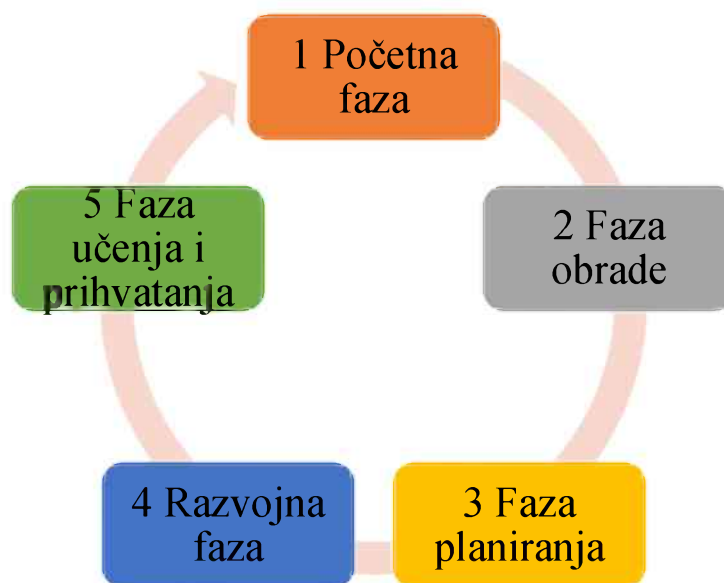 1 Početna
faza
2 Faza
obrade
3 Faza
planiranja
4 Razvojna
faza
5 Faza
učenja i
prihvatanja